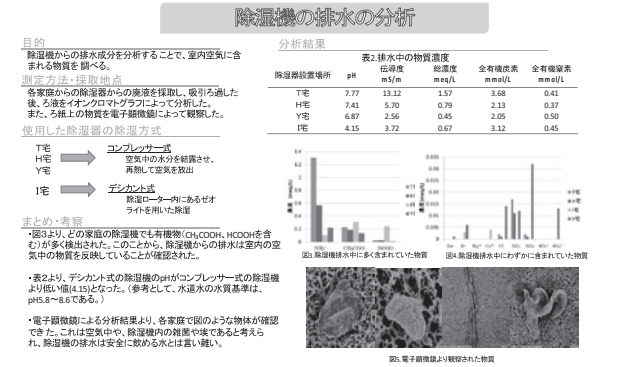 除湿機の排水の分析
目的
除湿機からの排水成分を分析することで、室内空気に含
まれる物質を 調べる。
測定方法・採取地点
各家庭からの除湿器からの廃液を採取し、吸引ろ過した
後、ろ液をイオンクロマトグラフによって分析した。
また、ろ紙上の物質を電子顕微鏡によって観察した。
使用した除湿器の除湿方式
T宅
H宅
Y宅
コンプレッサー式
空気中の水分を結露させ、
再熱して空気を放出
I宅
デシカント式
除湿ローター内にあるゼオ
ライトを用いた除湿
まとめ・考察
・図3より、どの家庭の除湿機でも有機物(CH₃COOH、HCOOHを含
む)が多く検出された。このことから、除湿機からの排水は室内の空
気中の物質を反映していることが確認された。
・表2より、デシカント式の除湿機のpHがコンプレッサー式の除湿機
より低い値(4.15)となった。(参考として、水道水の水質基準は、
pH5.8～8.6である。)
・電子顕微鏡による分析結果より、各家庭で図のような物体が確認
できた。これは空気中や、除湿機内の雑菌や埃であると考えら
れ、除湿機の排水は安全に飲める水とは言い難い。
分析結果
表2.排水中の物質濃度
除湿器設置場所 pH 伝導度 mS/m 総濃度 meq/L 全有機炭素 mmol/L 全有機窒素 mmol/L
T宅 7.77 13.12 1.57 3.68 0.41
H宅 7.41 5.70 0.79 2.13 0.37
Y宅 6.87 2.56 0.45 2.05 0.50
I宅 4.15 3.72 0.67 3.12 0.45
図3.除湿機排水中に多く含まれていた物質
図4.除湿機排水中にわずかに含まれていた物質
図5.電子顕微鏡より観察された物質